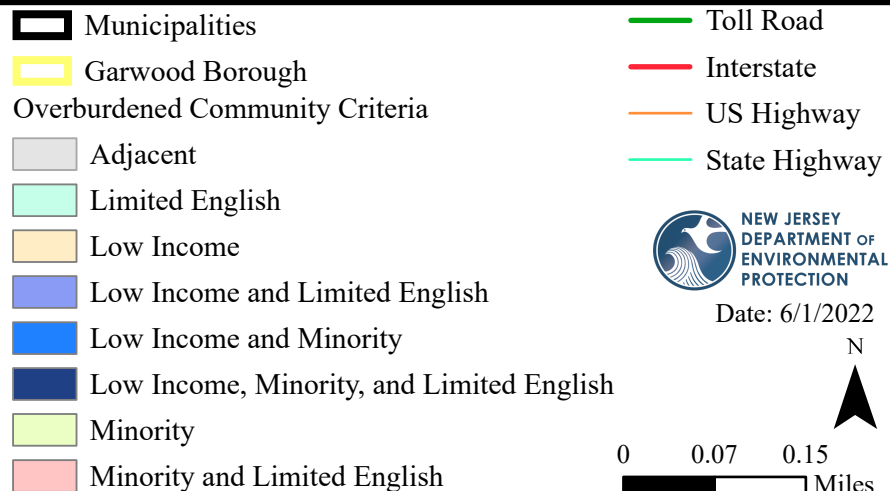 Municipalities
Garwood Borough
Overburdened Community Criteria
Adjacent
Limited English
Low Income
Low Income and Limited English
Low Income and Minority
Low Income, Minority, and Limited English
Minority
Minority and Limited English
Toll Road
Interstate
US Highway
State Highway
NEW JERSEY
DEPARTMENT OF
ENVIRONMENTAL
PROTECTION
Date: 6/1/2022
N
0 0.07 0.15
Miles